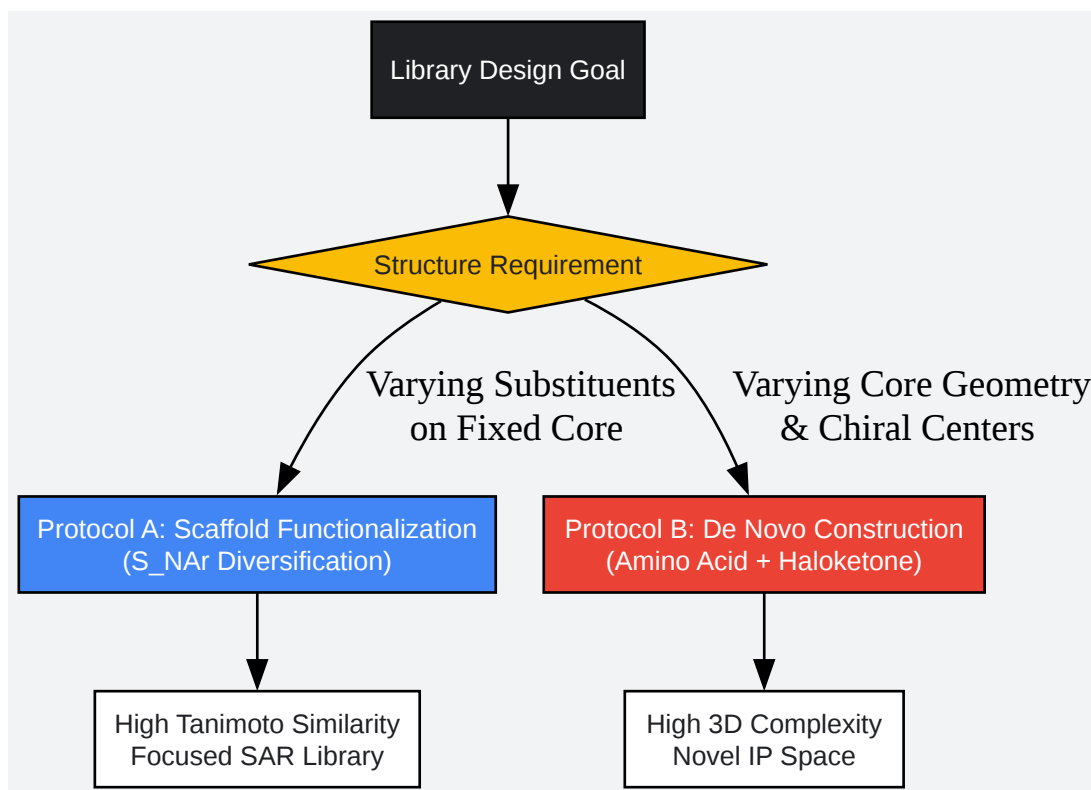 Library Design Goal
Structure Requirement
Varying Substituents
on Fixed Core
Varying Core Geometry
& Chiral Centers
Protocol A: Scaffold Functionalization
(S_NAr Diversification)
Protocol B: De Novo Construction
(Amino Acid + Haloketone)
High Tanimoto Similarity
Focused SAR Library
High 3D Complexity
Novel IP Space